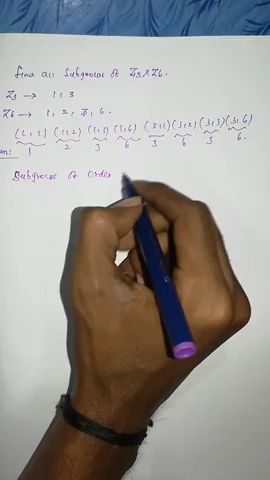 Find all Subgroups of Z3 × Z6.
Z3 → 1, 3
Z6 → 1, 2, 3, 6.
(1,1) (1,2) (1,3) (1,6) (3,1) (3,2) (3,3) (3,6)
1 2 3 6 3 6 3 6.
Subgroups of Order